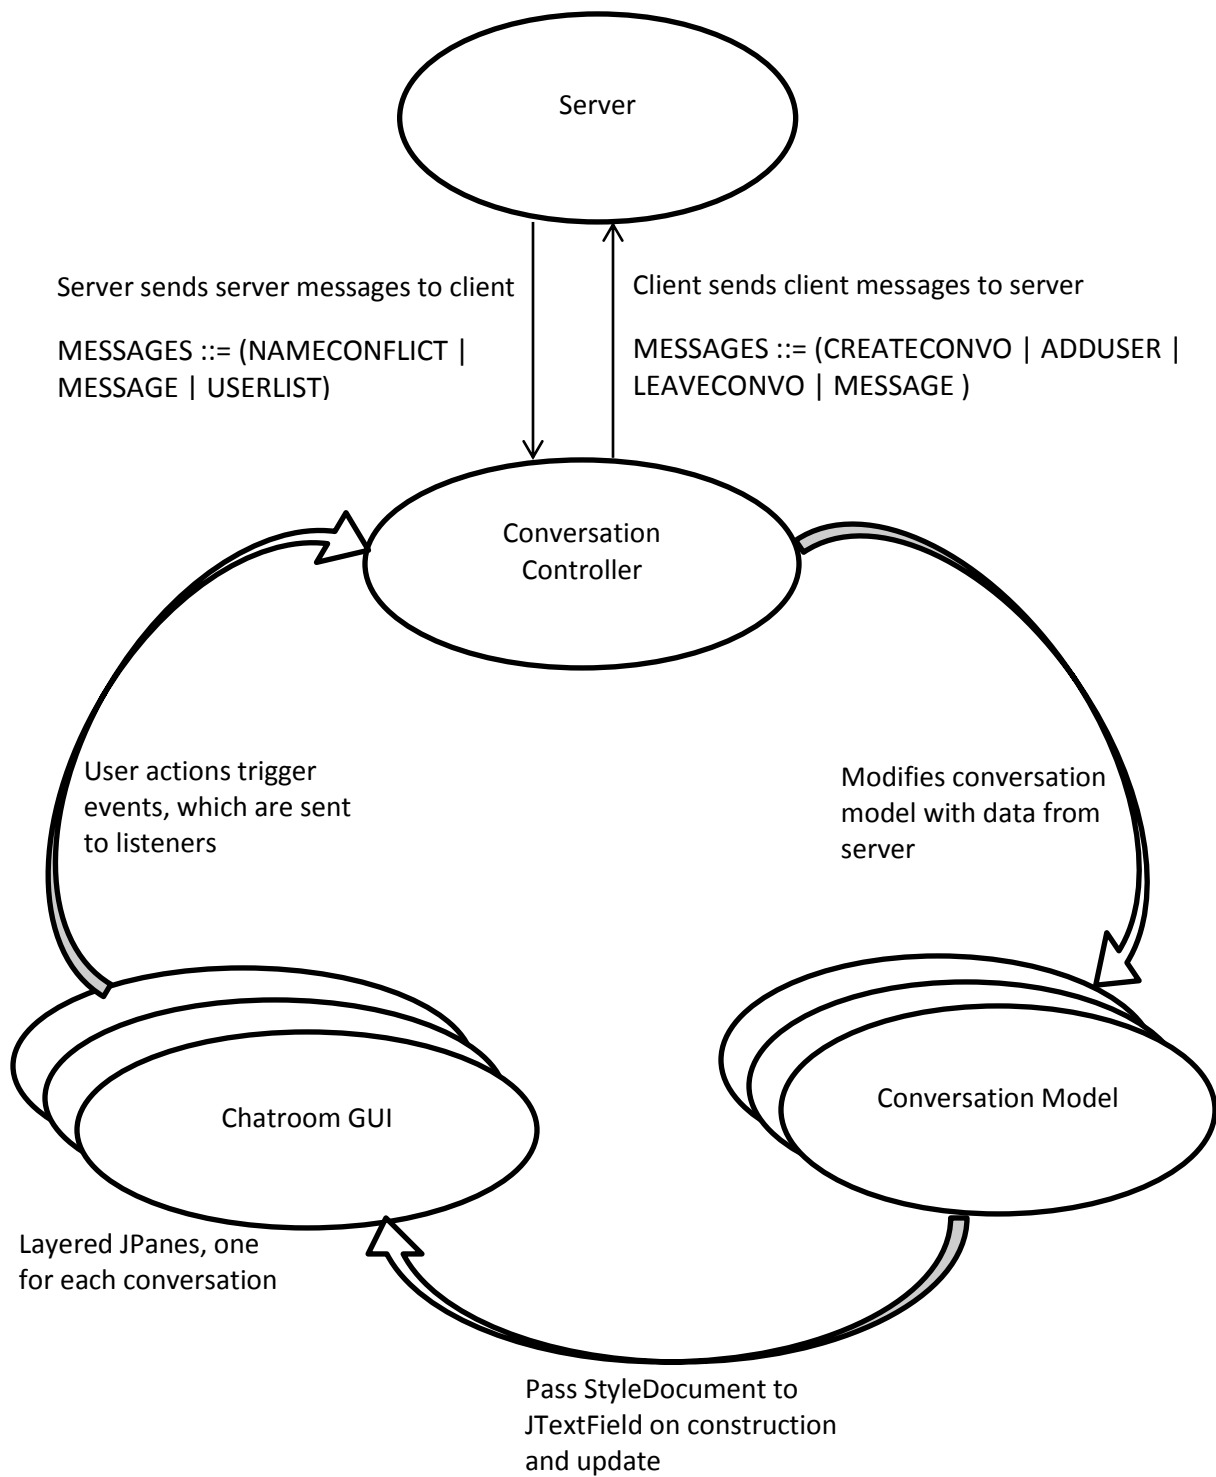 Server
Server sends server messages to client
MESSAGES ::= (NAMECONFLICT |
MESSAGE | USERLIST)
Client sends client messages to server
MESSAGES ::= (CREATECONVO | ADDUSER |
LEAVECONVO | MESSAGE )
Conversation
Controller
User actions trigger
events, which are sent
to listeners
Modifies conversation
model with data from
server
Chatroom GUI
Conversation Model
Layered JPanes, one
for each conversation
Pass StyleDocument to
JTextField on construction
and update